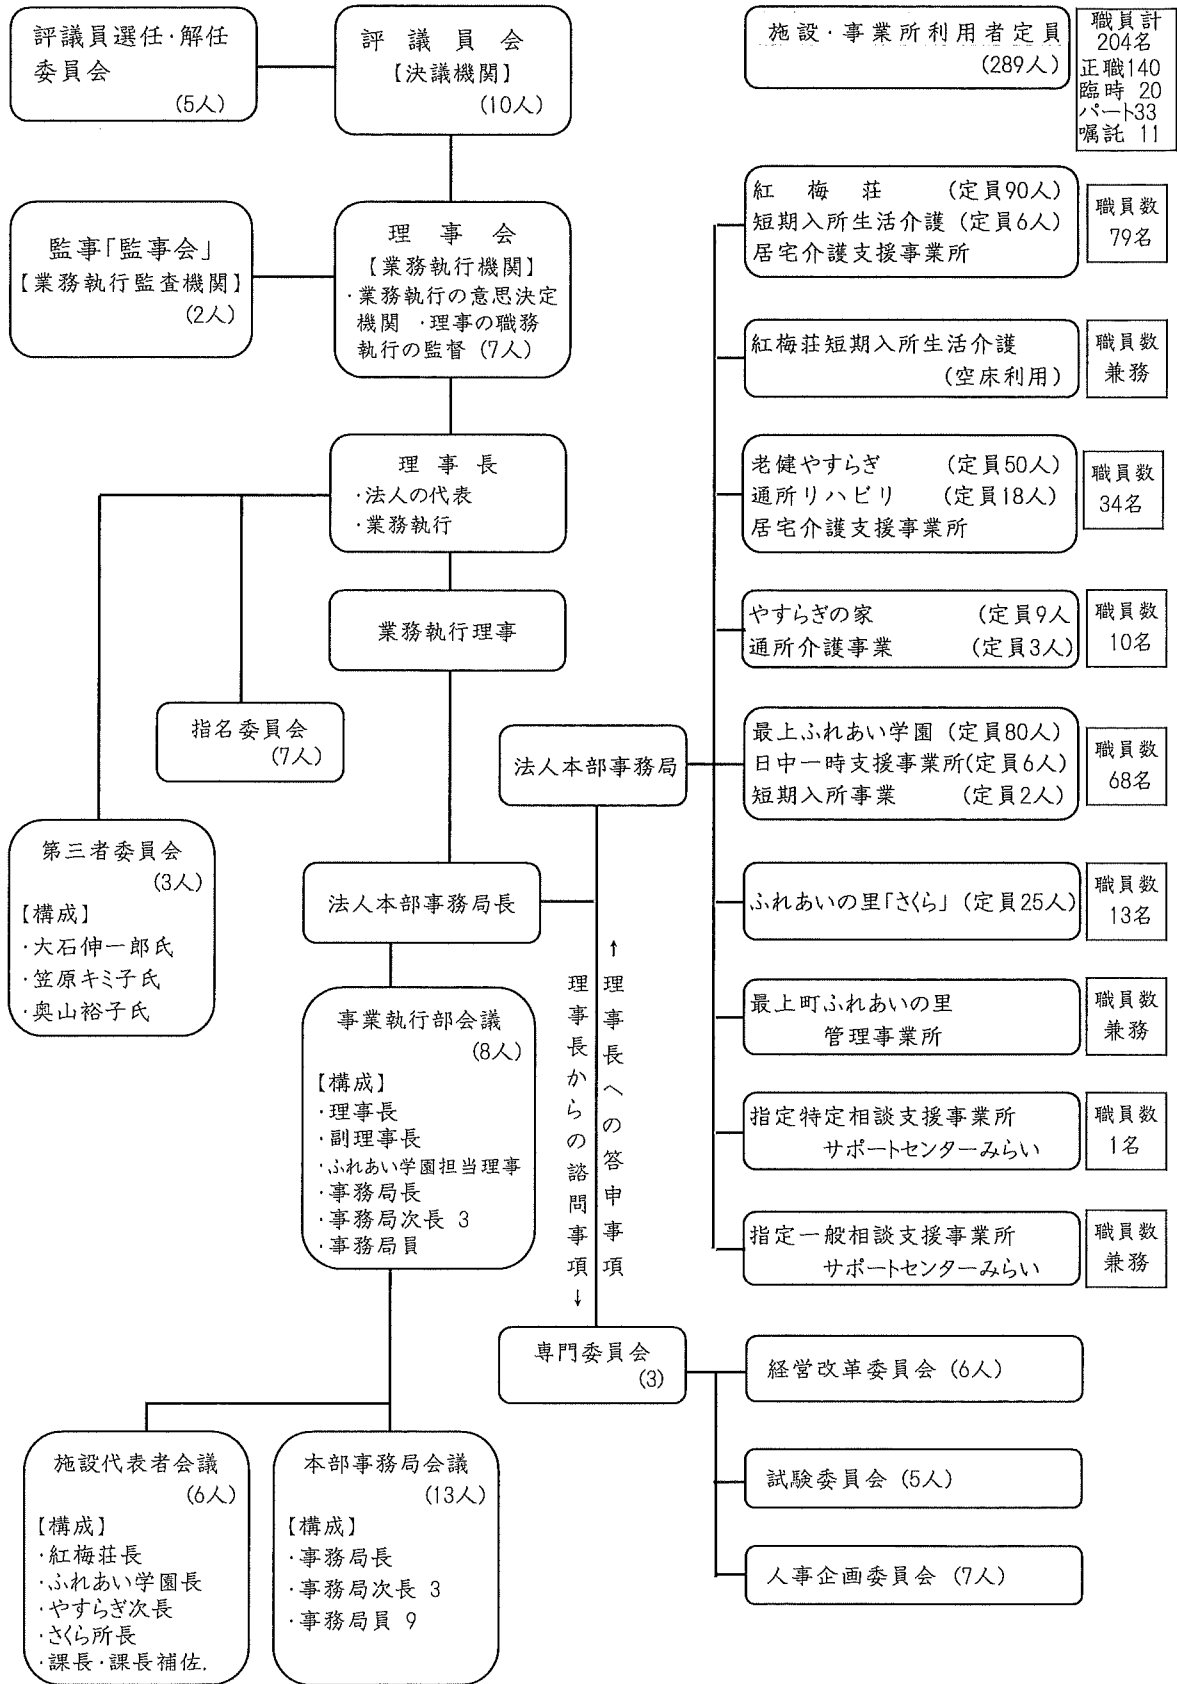 評議員選任・解任
委員会
(5人)
評議員会
【決議機関】
(10人)
施設・事業所利用者定員
(289人)
職員計
204名
正職140
臨時 20
パート33
嘱託 11
監事「監事会」
【業務執行監査機関】
(2人)
理事会
【業務執行機関】
・業務執行の意思決定
機関 ・理事の職務
執行の監督 (7人)
理事長
・法人の代表
・業務執行
業務執行理事
指名委員会
(7人)
第三者委員会
(3人)
【構成】
・大石伸一郎氏
・笠原キミ子氏
・奥山裕子氏
法人本部事務局長
法人本部事務局
事業執行部会議
(8人)
【構成】
・理事長
・副理事長
・ふれあい学園担当理事
・事務局長
・事務局次長 3
・事務局員
理事長からの諮問事項→
←理事長への答申事項
施設代表者会議
(6人)
【構成】
・紅梅荘長
・ふれあい学園長
・やすらぎ次長
・さくら所長
・課長・課長補佐.
本部事務局会議
(13人)
【構成】
・事務局長
・事務局次長 3
・事務局員 9
紅梅荘 (定員90人)
短期入所生活介護 (定員6人)
居宅介護支援事業所
職員数
79名
紅梅荘短期入所生活介護
(空床利用)
職員数
兼務
老健やすらぎ (定員50人)
通所リハビリ (定員18人)
居宅介護支援事業所
職員数
34名
やすらぎの家 (定員9人
通所介護事業 (定員3人)
職員数
10名
最上ふれあい学園 (定員80人)
日中一時支援事業所(定員6人)
短期入所事業 (定員2人)
職員数
68名
ふれあいの里「さくら」 (定員25人)
職員数
13名
最上町ふれあいの里
管理事業所
職員数
兼務
指定特定相談支援事業所
サポートセンターみらい
職員数
1名
指定一般相談支援事業所
サポートセンターみらい
職員数
兼務
専門委員会
(3)
経営改革委員会 (6人)
試験委員会 (5人)
人事企画委員会 (7人)